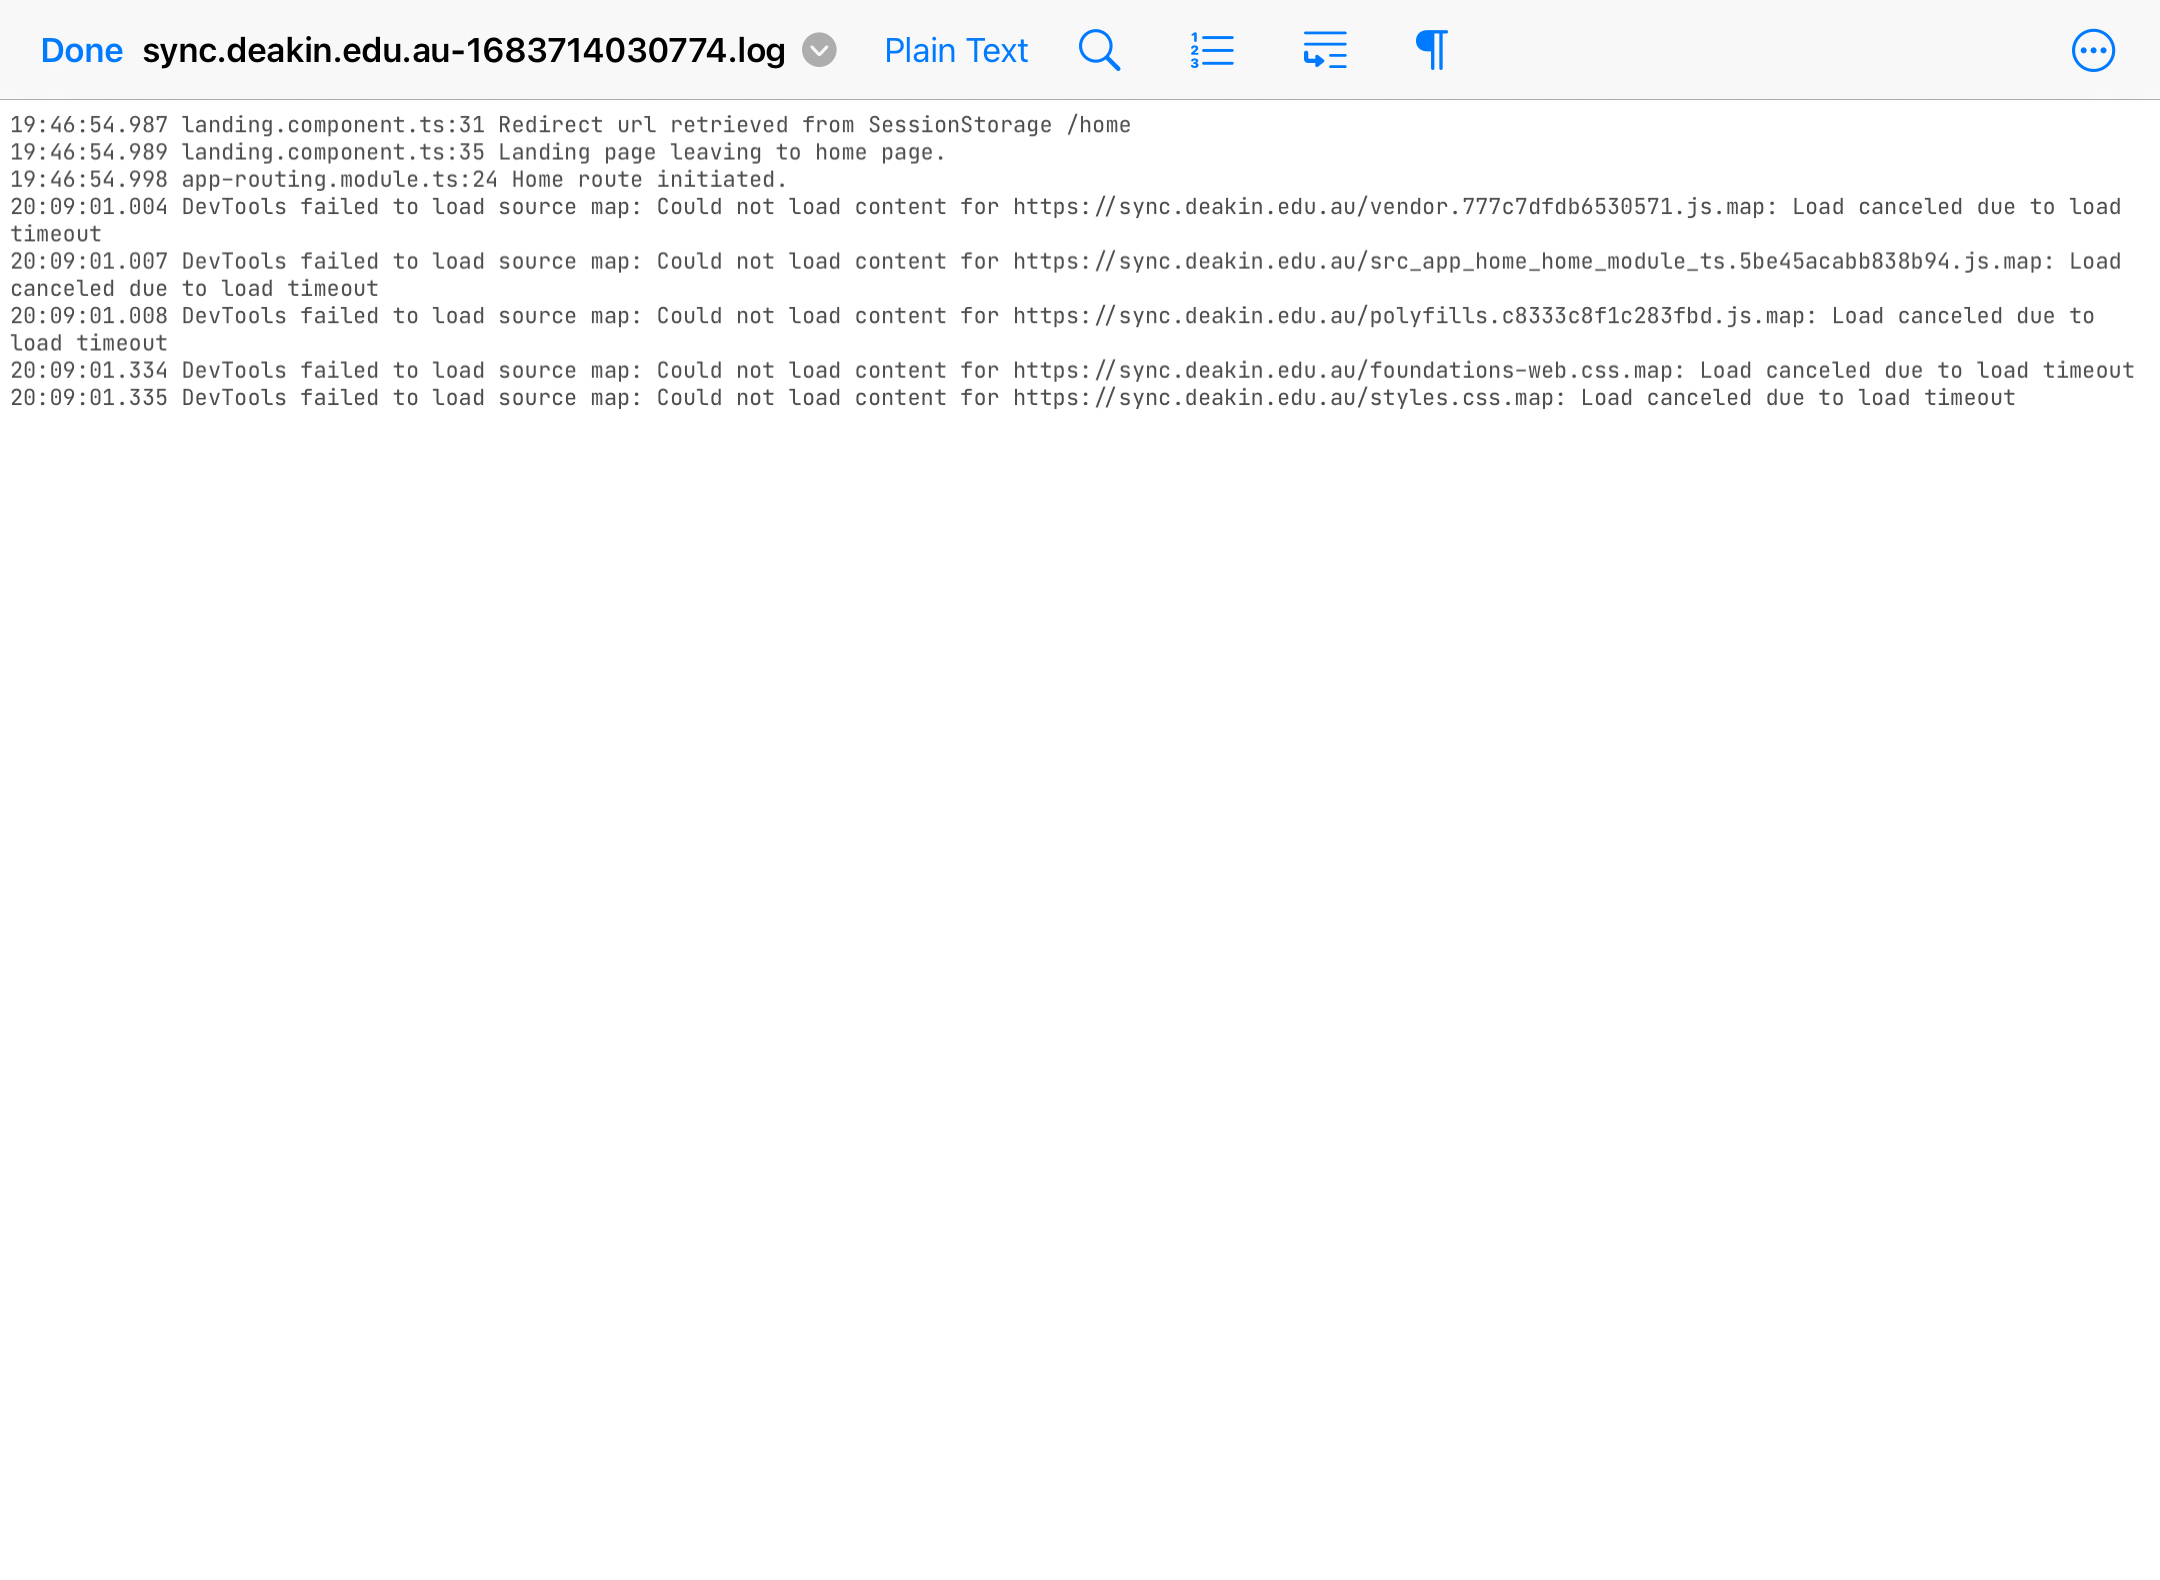 Done sync.deakin.edu.au-1683714030774.log Plain Text
19:46:54.987 landing.component.ts:31 Redirect url retrieved from SessionStorage /home
19:46:54.989 landing.component.ts:35 Landing page leaving to home page.
19:46:54.998 app-routing.module.ts:24 Home route initiated.
20:09:01.004 DevTools failed to load source map: Could not load content for https://sync.deakin.edu.au/vendor.777c7dfdb6530571.js.map: Load canceled due to load
timeout
20:09:01.007 DevTools failed to load source map: Could not load content for https://sync.deakin.edu.au/src_app_home_home_module_ts.5be45acabb838b94.js.map: Load
canceled due to load timeout
20:09:01.008 DevTools failed to load source map: Could not load content for https://sync.deakin.edu.au/polyfills.c8333c8f1c283fbd.js.map: Load canceled due to
load timeout
20:09:01.334 DevTools failed to load source map: Could not load content for https://sync.deakin.edu.au/foundations-web.css.map: Load canceled due to load timeout
20:09:01.335 DevTools failed to load source map: Could not load content for https://sync.deakin.edu.au/styles.css.map: Load canceled due to load timeout